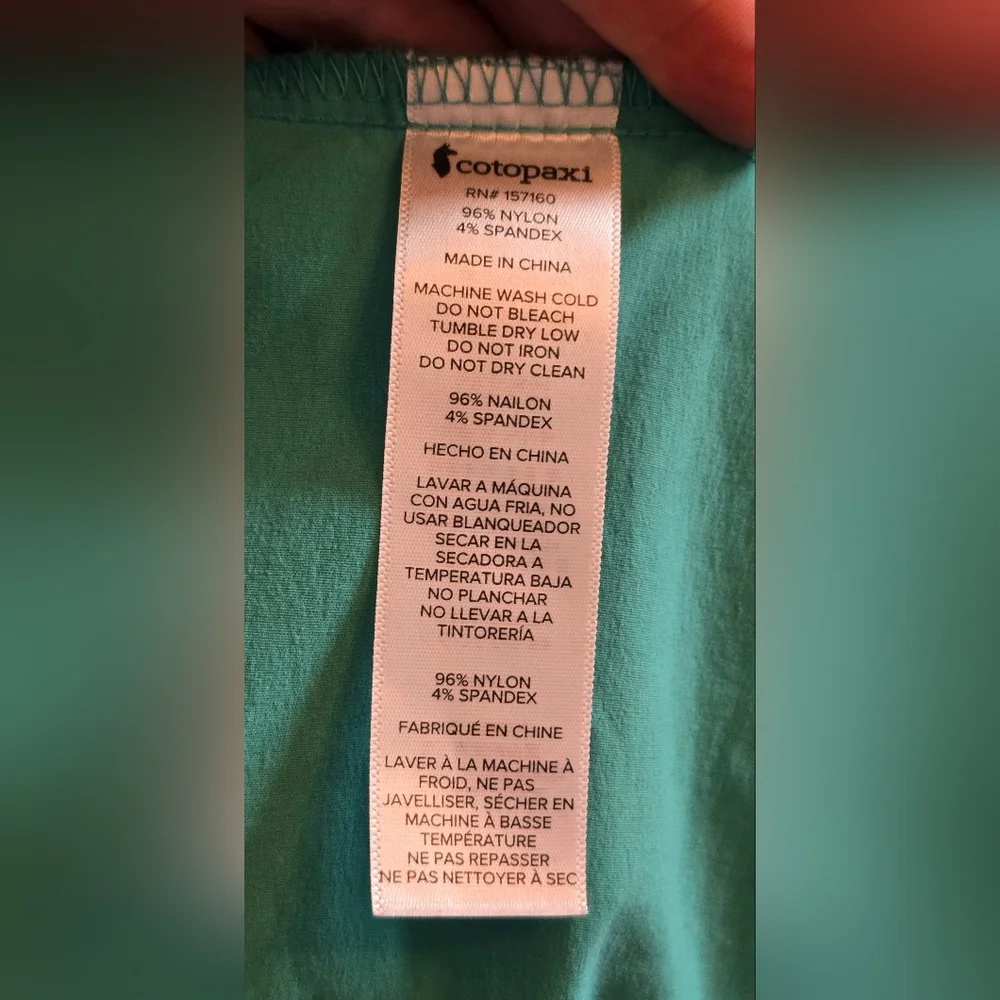 cotopaxi
RN# 157160
96% NYLON
4% SPANDEX
MADE IN CHINA
MACHINE WASH COLD
DO NOT BLEACH
TUMBLE DRY LOW
DO NOT IRON
DO NOT DRY CLEAN
96% NAILON
4% SPANDEX
HECHO EN CHINA
LAVAR A MÁQUINA
CON AGUA FRIA, NO
USAR BLANQUEADOR
SECAR EN LA
SECADORA A
TEMPERATURA BAJA
NO PLANCHAR
NO LLEVAR A LA
TINTORERÍA
96% NYLON
4% SPANDEX
FABRIQUÉ EN CHINE
LAVER À LA MACHINE À
FROID, NE PAS
JAVELLISER, SÉCHER EN
MACHINE À BASSE
TEMPÉRATURE
NE PAS REPASSER
NE PAS NETTOYER À SEC